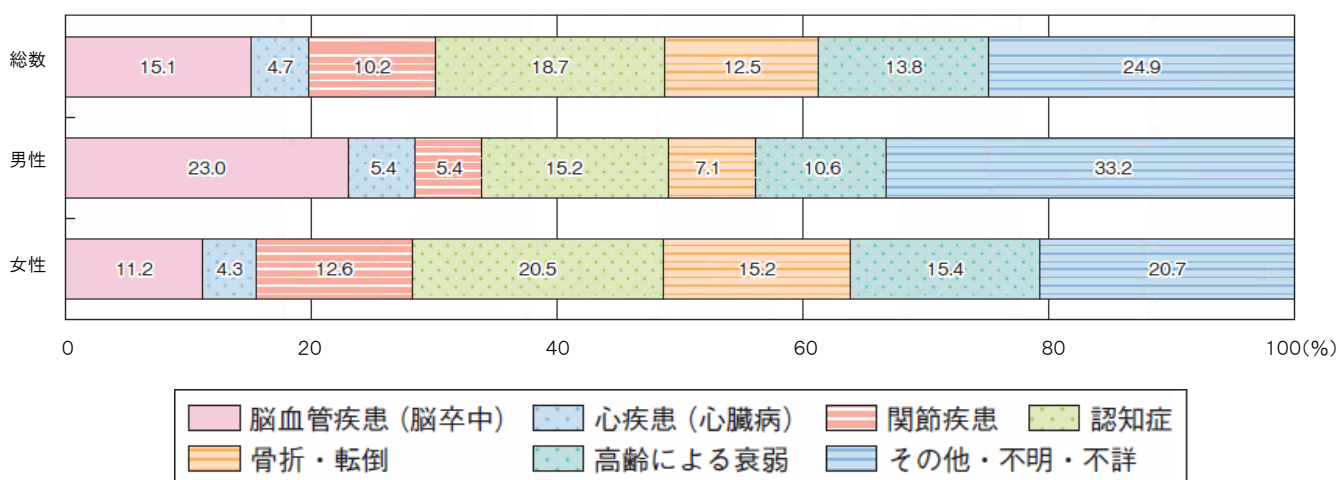 総数 15.1 4.7 10.2 18.7 12.5 13.8 24.9
男性 23.0 5.4 5.4 15.2 7.1 10.6 33.2
女性 11.2 4.3 12.6 20.5 15.2 15.4 20.7
0 20 40 60 80 100(%)
脳血管疾患(脳卒中) 心疾患(心臓病) 関節疾患 認知症
骨折・転倒 高齢による衰弱 その他・不明・不詳